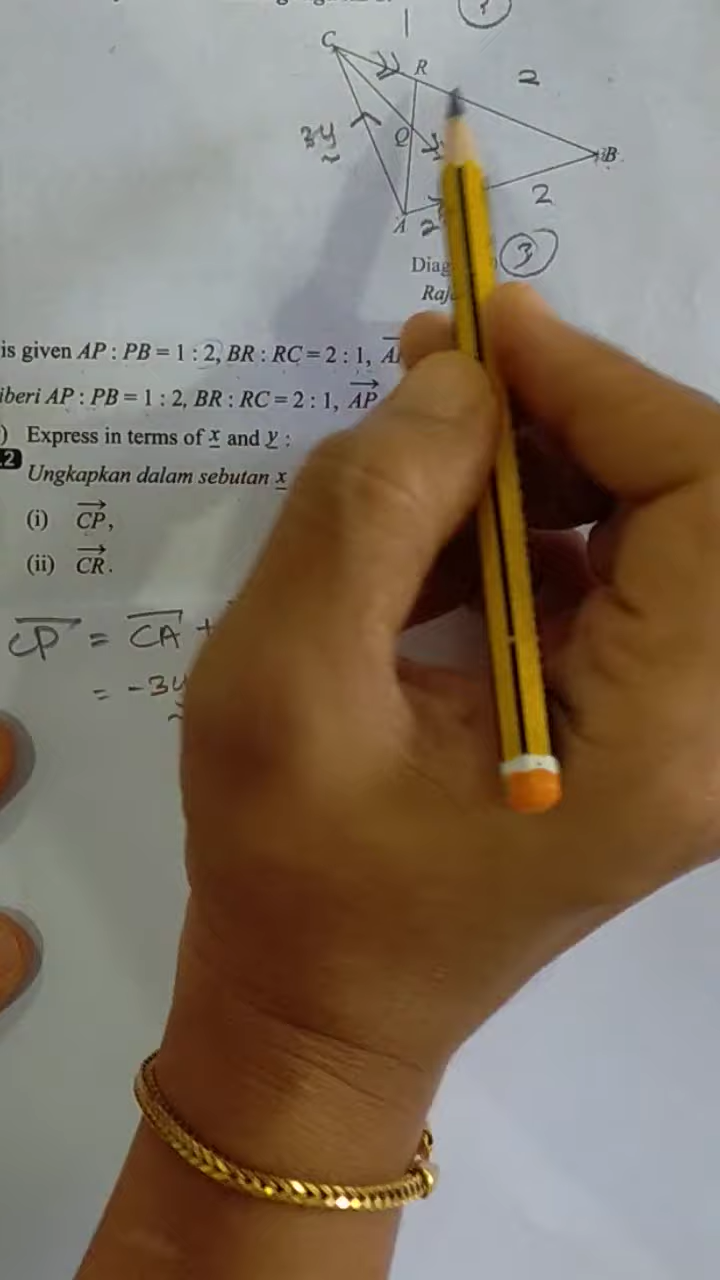 1
C
R
2
3y
Q
B
2
A
2
3
is given AP : PB = 1 : 2, BR : RC = 2 : 1,
iberi AP : PB = 1 : 2, BR : RC = 2 : 1, AP
) Express in terms of x and y :
.2
Ungkapkan dalam sebutan x
(i) CP,
(ii) CR.
CP = CA +
= -3y